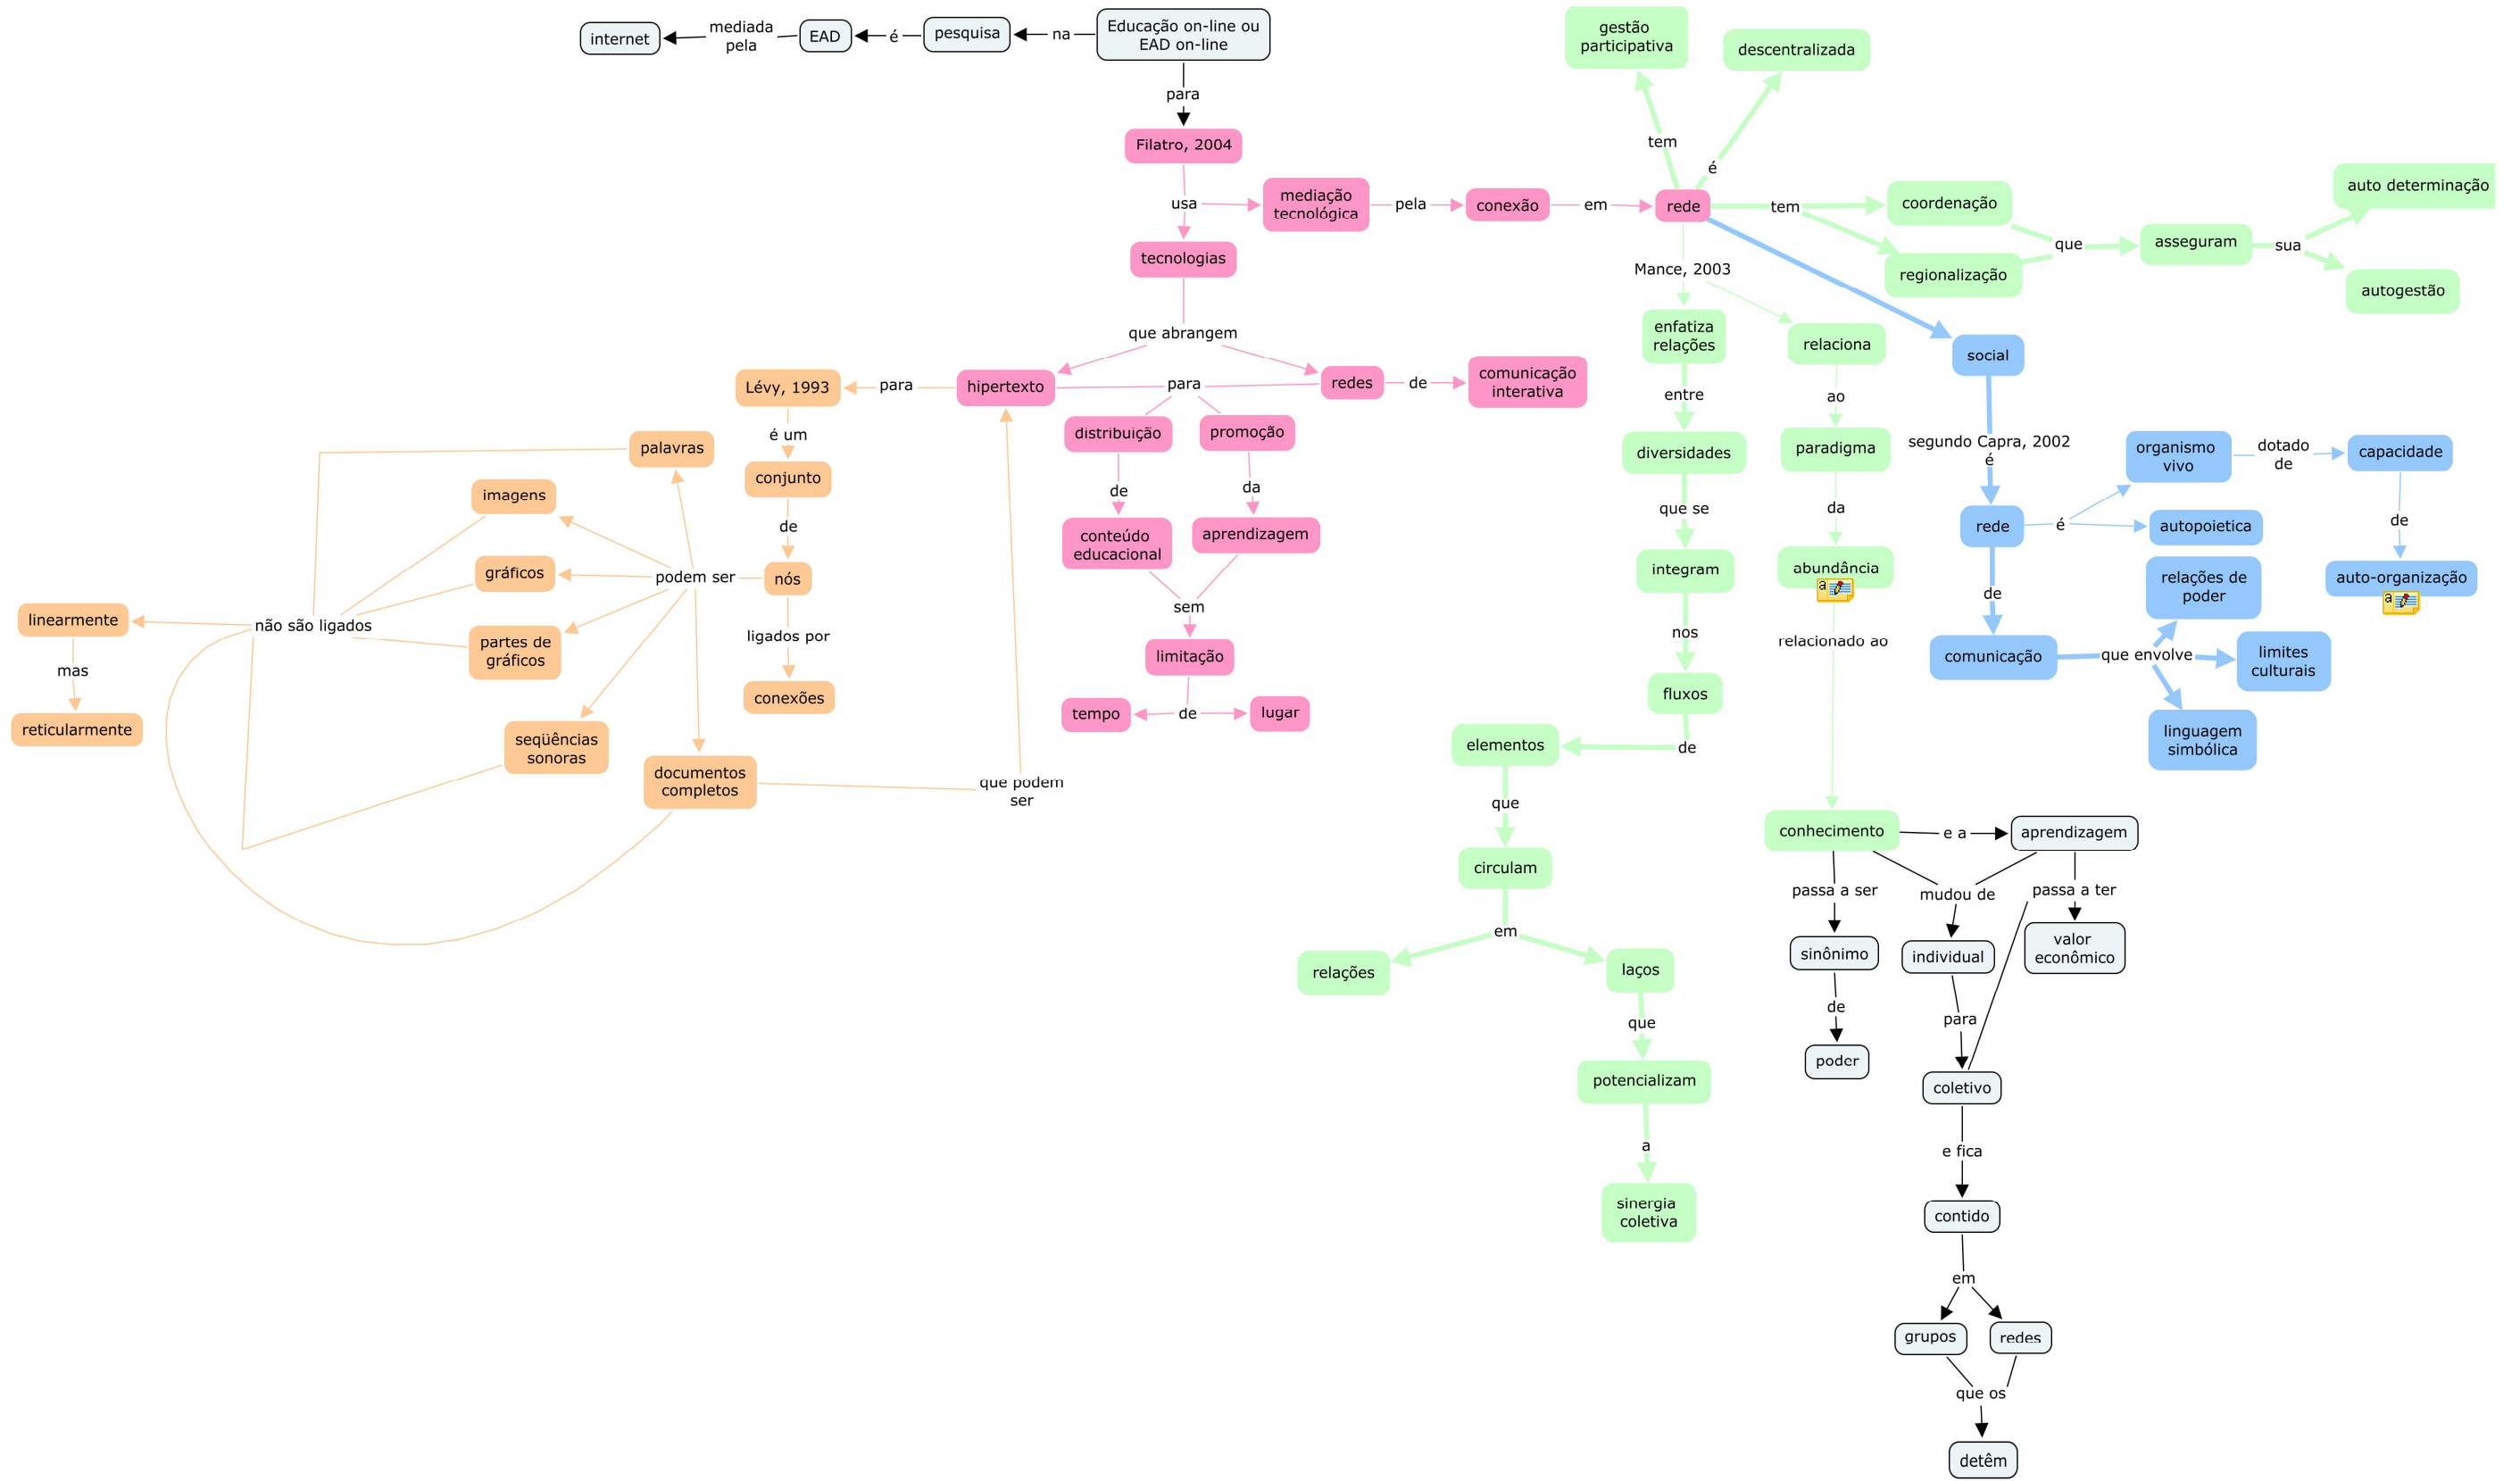 Educação on-line ou
EAD on-line
na
pesquisa
é
EAD
mediada
pela
internet
para
Filatro, 2004
usa
mediação
tecnológica
pela
conexão
em
rede
tecnologias
que abrangem
hipertexto
para
redes
de
comunicação
interativa
distribuição
promoção
de
da
conteúdo
educacional
aprendizagem
sem
limitação
tempo
de
lugar
para
Lévy, 1993
é um
conjunto
de
nós
ligados por
conexões
podem ser
palavras
imagens
gráficos
partes de
gráficos
seqüências
sonoras
documentos
completos
que podem
ser
não são ligados
linearmente
mas
reticularmente
tem
gestão
participativa
é
descentralizada
tem
coordenação
regionalização
que
asseguram
sua
auto determinação
autogestão
Mance, 2003
enfatiza
relações
entre
diversidades
que se
integram
nos
fluxos
de
elementos
que
circulam
em
relações
laços
que
potencializam
a
sinergia
coletiva
relaciona
ao
paradigma
da
abundância
a
relacionado ao
conhecimento
e a
aprendizagem
passa a ser
sinônimo
de
poder
mudou de
individual
para
coletivo
passa a ter
valor
econômico
e fica
contido
em
grupos
redes
que os
detêm
social
segundo Capra, 2002
é
rede
é
organismo
vivo
dotado
de
capacidade
de
auto-organização
a
autopoietica
de
comunicação
que envolve
relações de
poder
limites
culturais
linguagem
simbólica